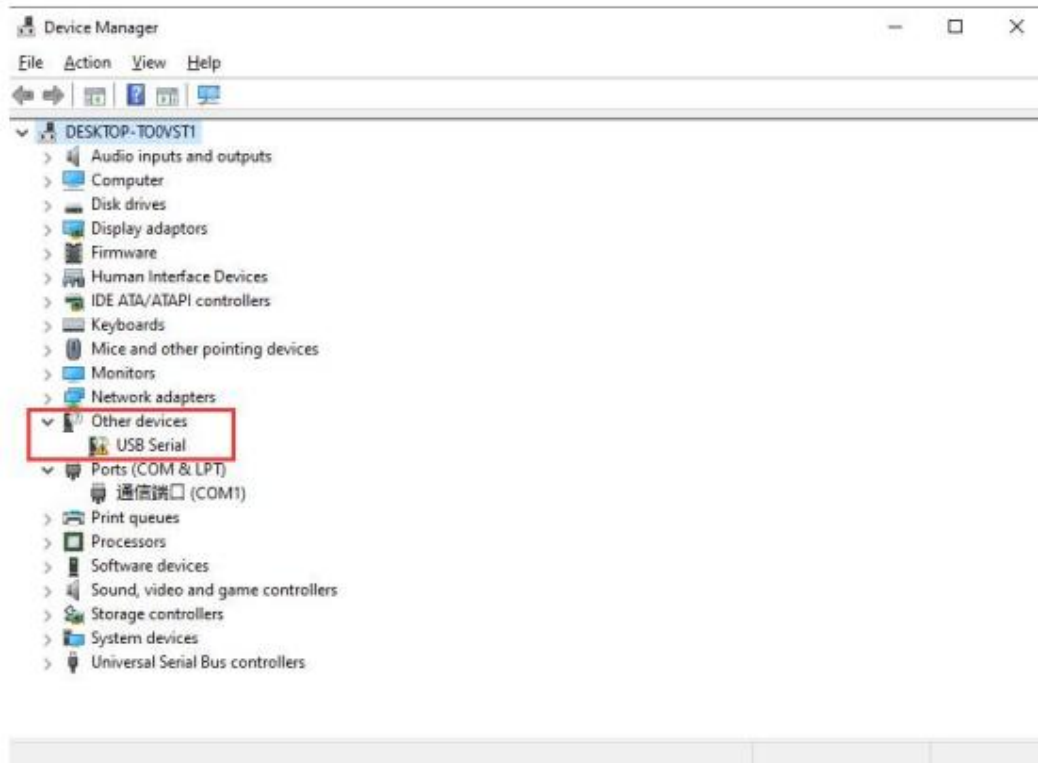 Device Manager
File Action View Help
DESKTOP-TO0VST1
Audio inputs and outputs
Computer
Disk drives
Display adaptors
Firmware
Human Interface Devices
IDE ATA/ATAPI controllers
Keyboards
Mice and other pointing devices
Monitors
Network adapters
Other devices
USB Serial
Ports (COM & LPT)
通信端口 (COM1)
Print queues
Processors
Software devices
Sound, video and game controllers
Storage controllers
System devices
Universal Serial Bus controllers